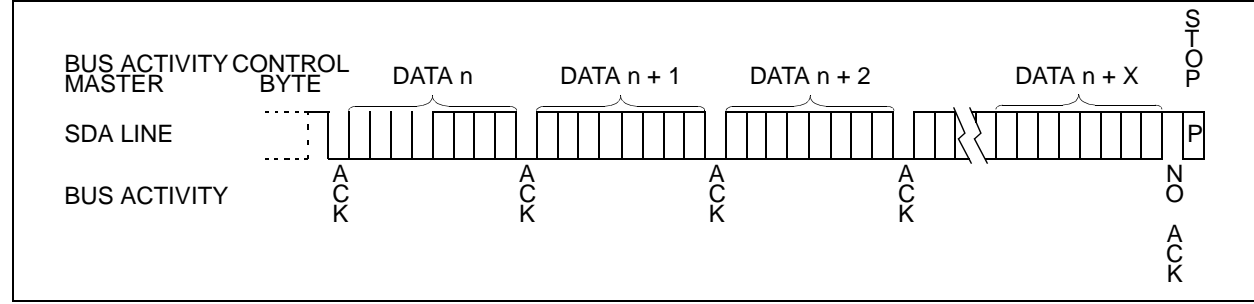 STOP
BUS ACTIVITY
MASTER
CONTROL
BYTE
DATA n
DATA n + 1
DATA n + 2
DATA n + X
SDA LINE
P
BUS ACTIVITY
ACK
ACK
ACK
ACK
NO ACK